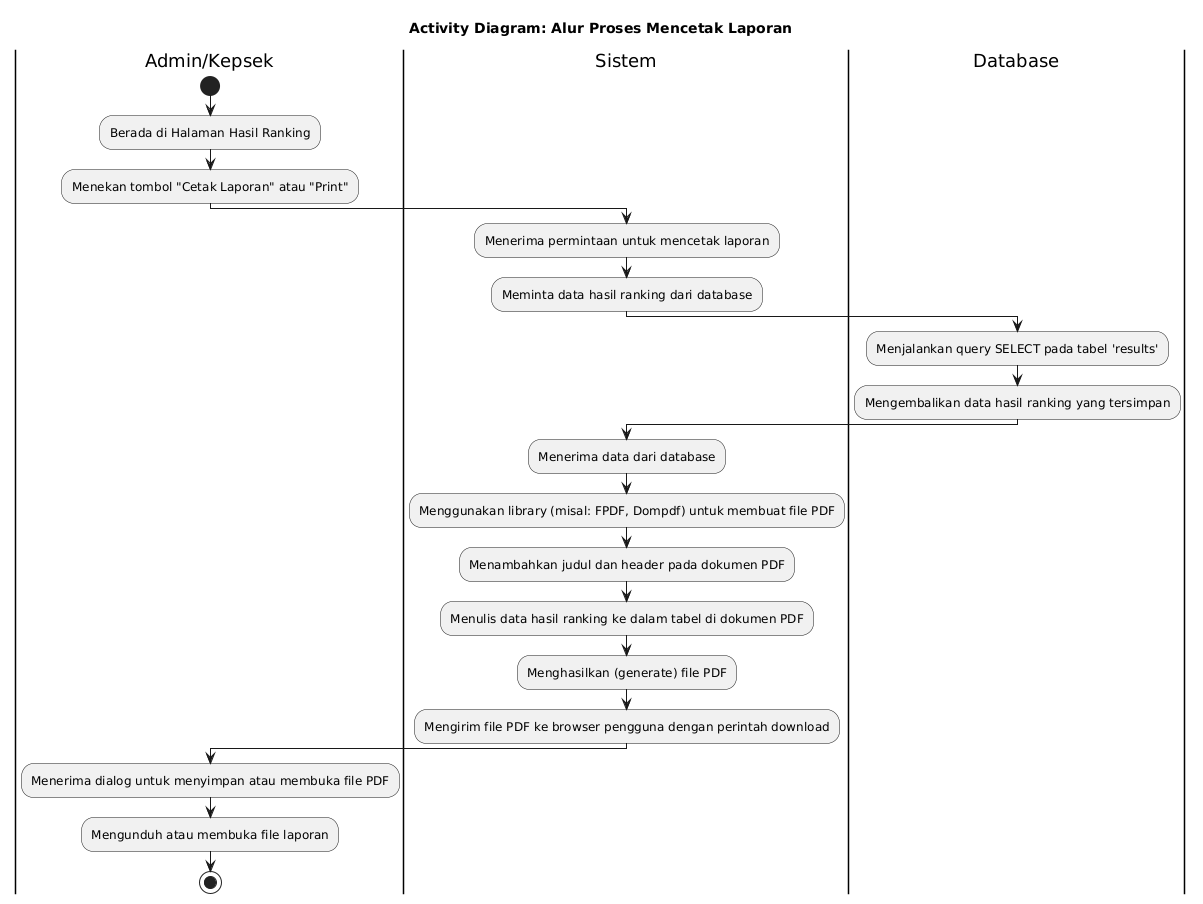 Activity Diagram: Alur Proses Mencetak Laporan
Admin/Kepsek
Sistem
Database
Berada di Halaman Hasil Ranking
Menekan tombol "Cetak Laporan" atau "Print"
Menerima permintaan untuk mencetak laporan
Meminta data hasil ranking dari database
Menjalankan query SELECT pada tabel 'results'
Mengembalikan data hasil ranking yang tersimpan
Menerima data dari database
Menggunakan library (misal: FPDF, Dompdf) untuk membuat file PDF
Menambahkan judul dan header pada dokumen PDF
Menulis data hasil ranking ke dalam tabel di dokumen PDF
Menghasilkan (generate) file PDF
Mengirim file PDF ke browser pengguna dengan perintah download
Menerima dialog untuk menyimpan atau membuka file PDF
Mengunduh atau membuka file laporan